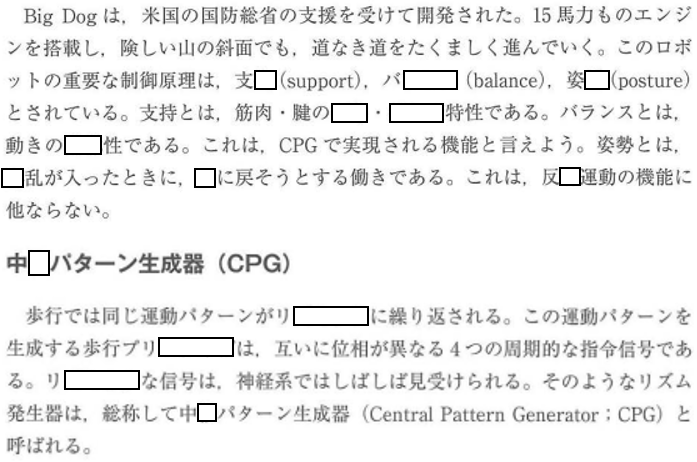 Big Dog は，米国の国防総省の支援を受けて開発された。15 馬力ものエンジ
ンを搭載し，険しい山の斜面でも，道なき道をたくましく進んでいく。このロボ
ットの重要な制御原理は，支 (support)，バ (balance)，姿 (posture)
とされている。支持とは，筋肉・腱の ・ 特性である。バランスとは，
動きの 性である。これは，CPG で実現される機能と言えよう。姿勢とは，
乱が入ったときに， に戻そうとする働きである。これは，反 運動の機能に
他ならない。
中 パターン生成器（CPG）
歩行では同じ運動パターンがリ に繰り返される。この運動パターンを
生成する歩行プリ は，互いに位相が異なる 4 つの周期的な指令信号であ
る。リ な信号は，神経系ではしばしば見受けられる。そのようなリズム
発生器は，総称して中 パターン生成器（Central Pattern Generator；CPG）と
呼ばれる。